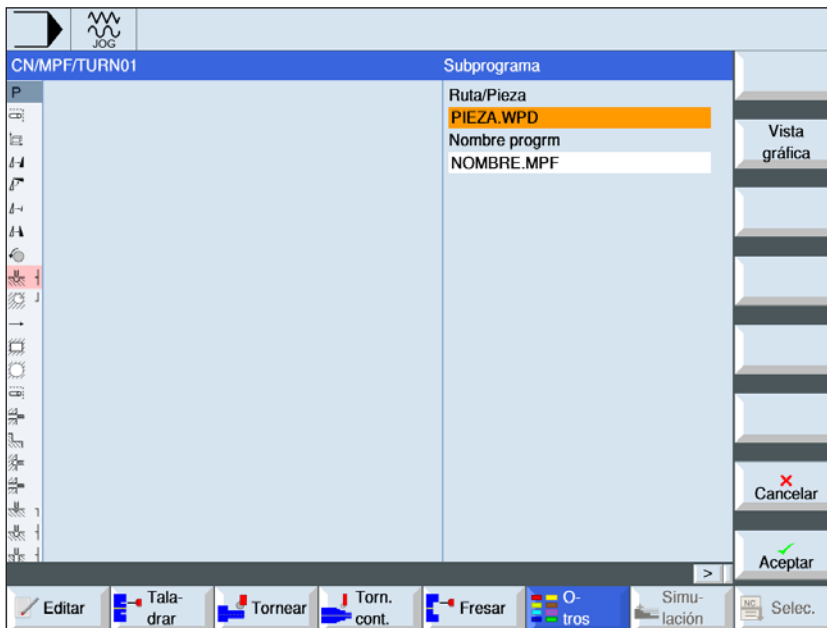 JOG
CN/MPF/TURN01
Subprograma
P
Ruta/Pieza
PIEZA.WPD
Nombre progrm
NOMBRE.MPF
Vista
gráfica
Cancelar
Aceptar
>
Editar
Tala-
drar
Tornear
Torn.
cont.
Fresar
O-
tros
Simu-
lación
NC
Selec.